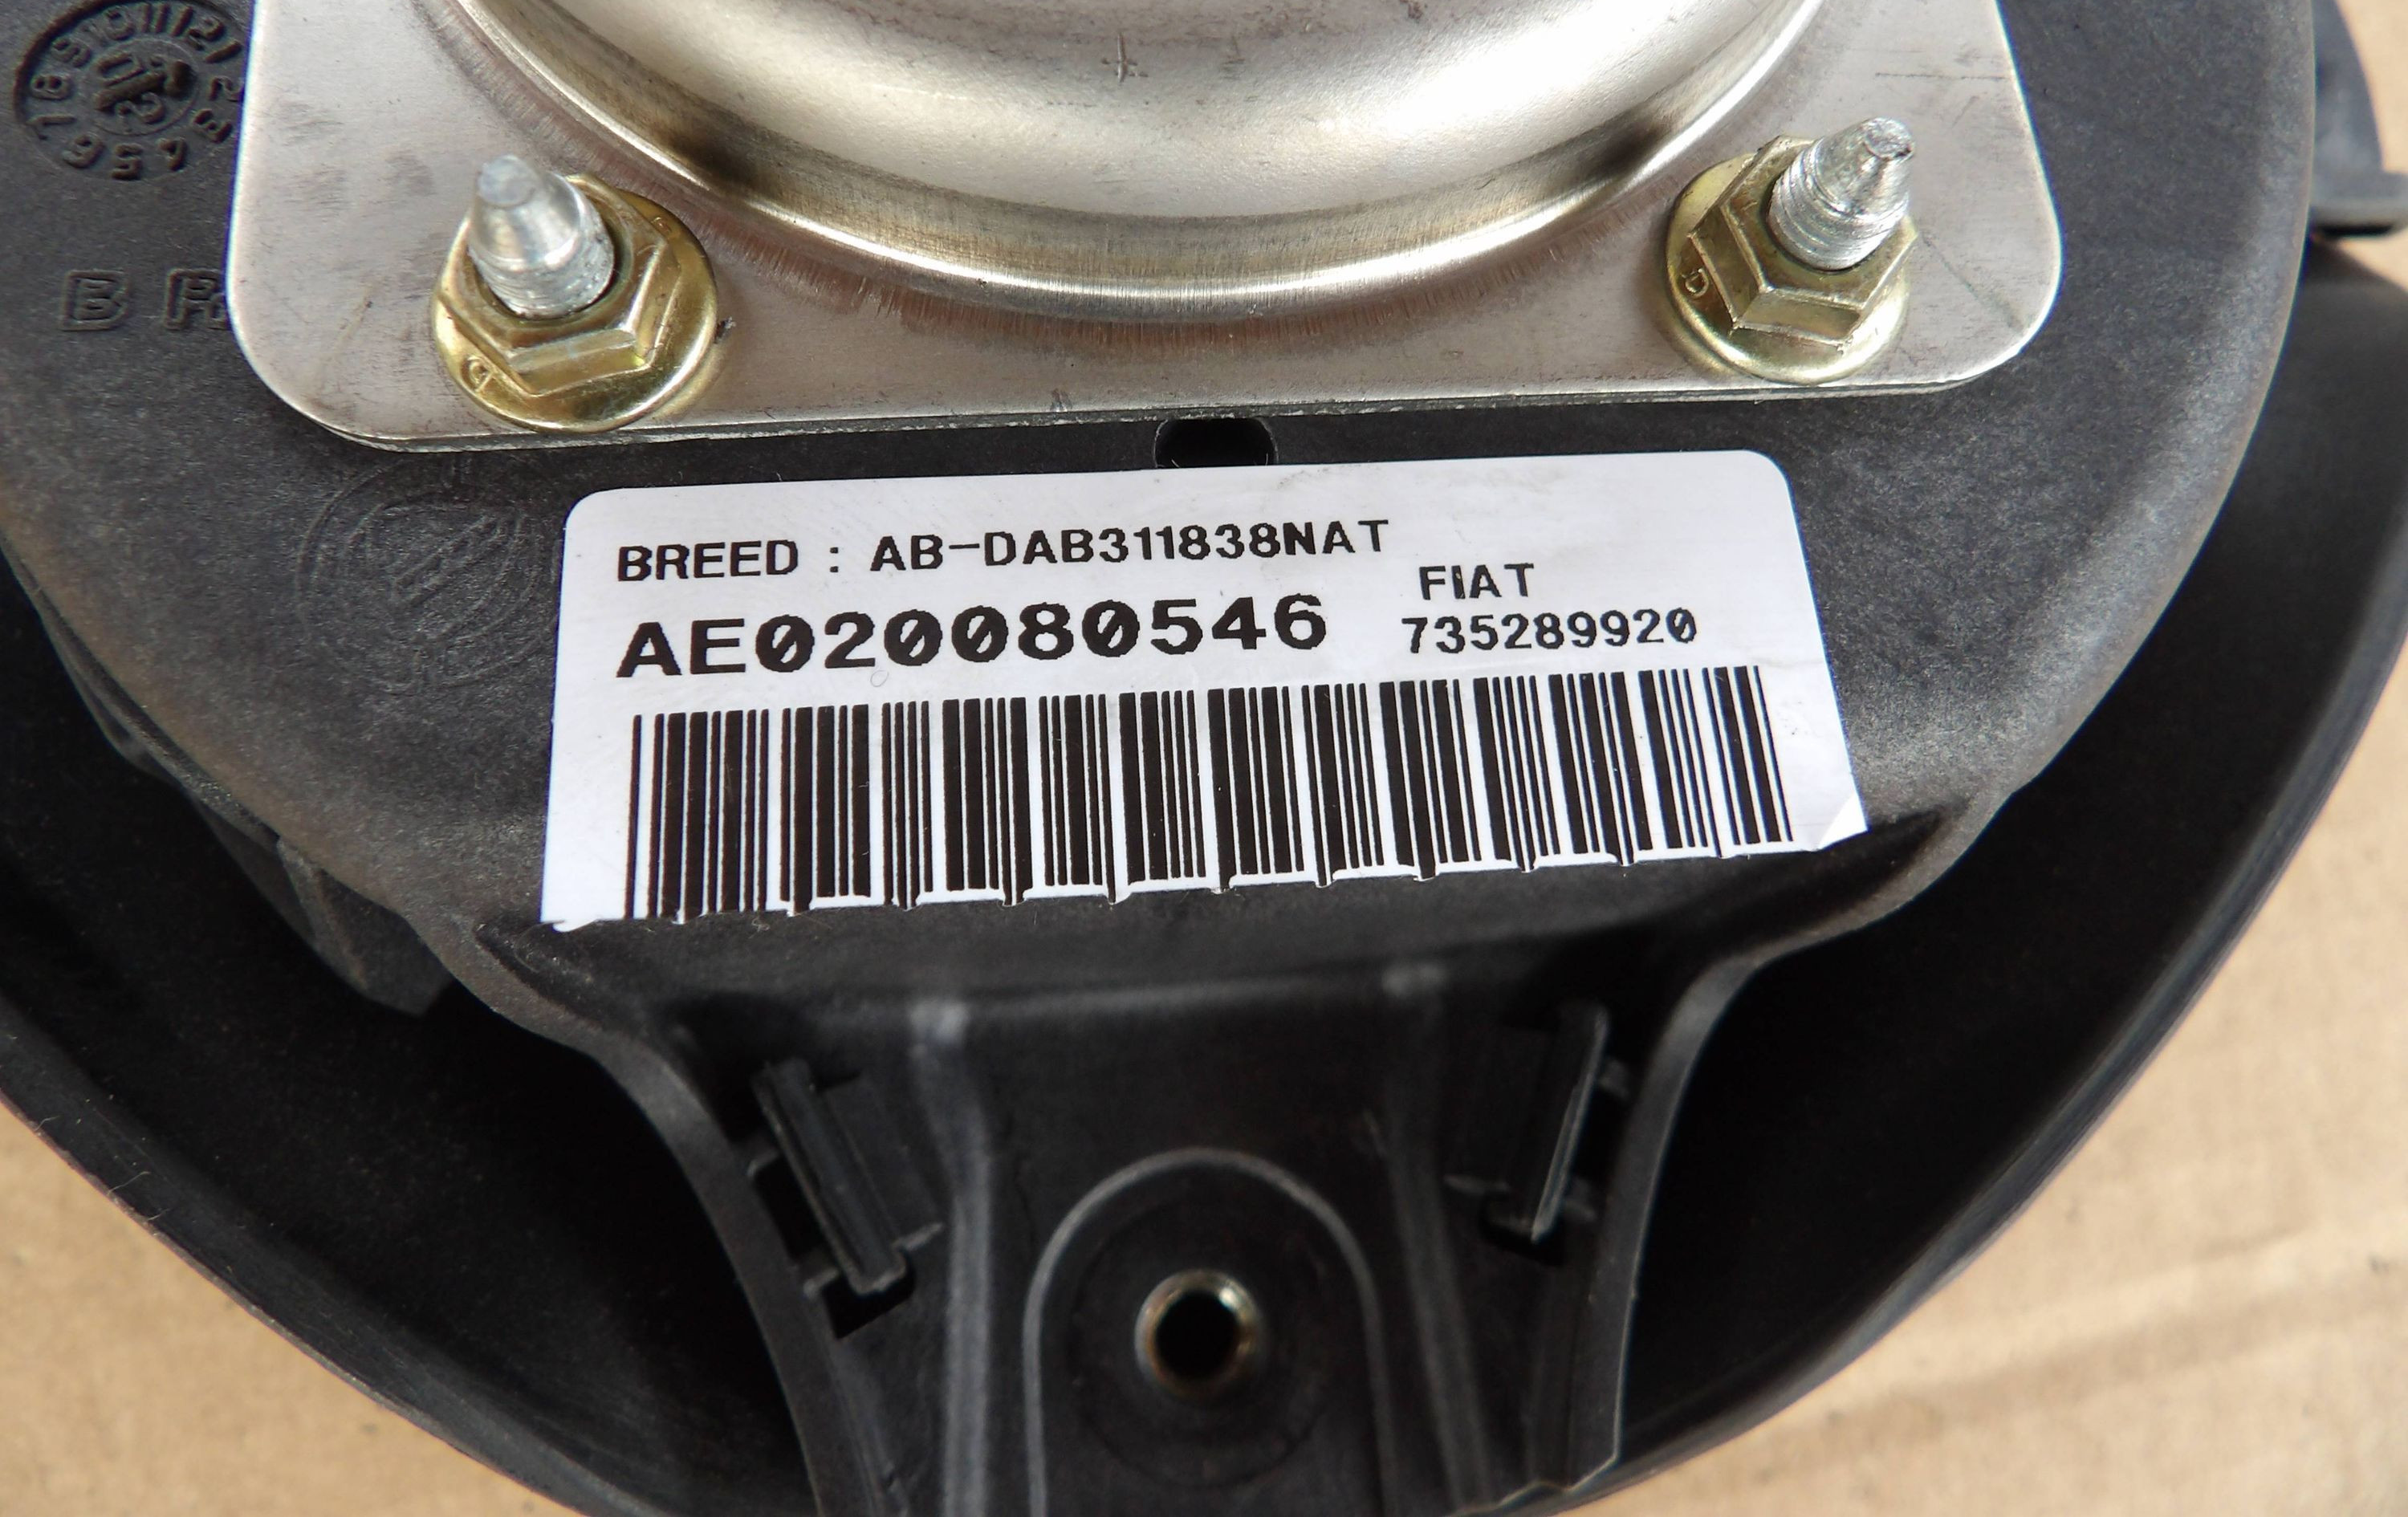 BREED : AB-DAB311838NAT
FIAT
AE020080546 735289920